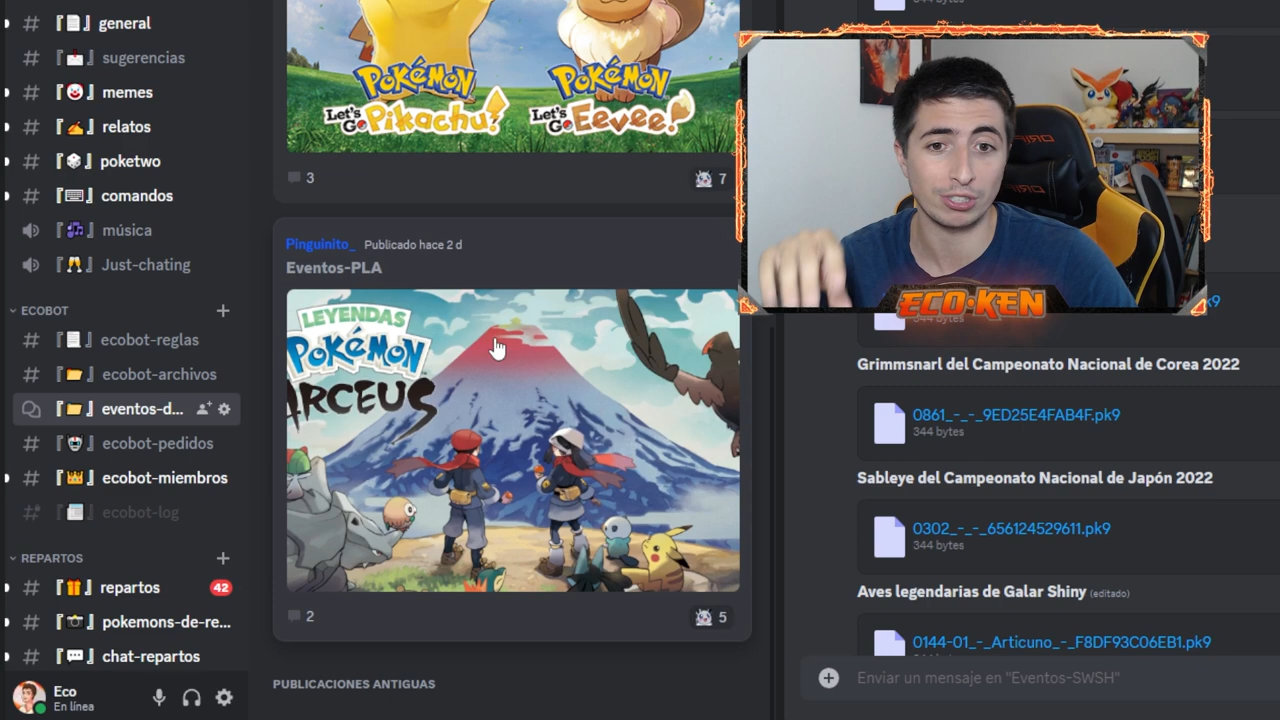 『📄』general
『📩』sugerencias
『🤡』memes
『✍』relatos
『🎲』poketwo
『⌨』comandos
『🎵』música
『🥂』Just-chating
ECOBOT
『📄』ecobot-reglas
『📁』ecobot-archivos
『📁』eventos-d...
『🤖』ecobot-pedidos
『👑』ecobot-miembros
ecobot-log
REPARTOS
『🎁』repartos
42
『📷』pokemons-de-re...
『💬』chat-repartos
Eco
En línea
POKéMON
Let's Go Pikachu!
POKéMON
Let's Go Eevee!
3
7
Pinguinito_ Publicado hace 2 d
Eventos-PLA
LEYENDAS
POKéMON
ARCEUS
2
5
PUBLICACIONES ANTIGUAS
ECO·KEN
k9
344 bytes
Grimmsnarl del Campeonato Nacional de Corea 2022
0861_-_-_9ED25E4FAB4F.pk9
344 bytes
Sableye del Campeonato Nacional de Japón 2022
0302_-_-_656124529611.pk9
344 bytes
Aves legendarias de Galar Shiny (editado)
0144-01_-_Articuno_-_F8DF93C06EB1.pk9
Enviar un mensaje en "Eventos-SWSH"